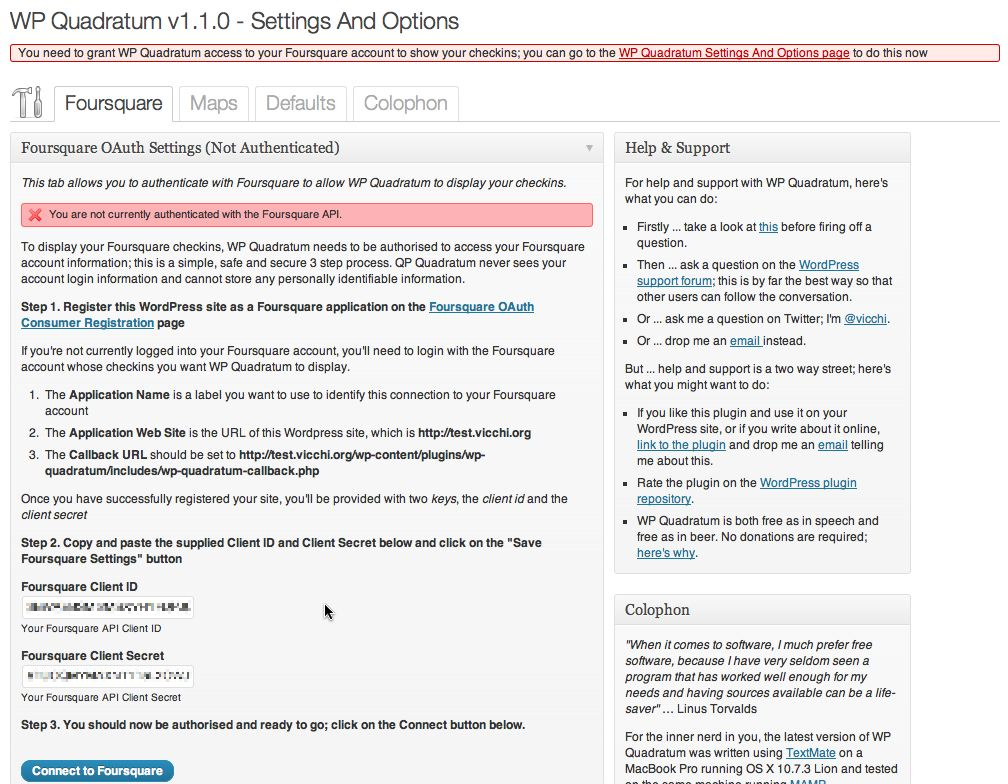 WP Quadratum v1.1.0 - Settings And Options
You need to grant WP Quadratum access to your Foursquare account to show your checkins; you can go to the WP Quadratum Settings And Options page to do this now
Foursquare
Maps
Defaults
Colophon
Foursquare OAuth Settings (Not Authenticated)
This tab allows you to authenticate with Foursquare to allow WP Quadratum to display your checkins.
You are not currently authenticated with the Foursquare API.
To display your Foursquare checkins, WP Quadratum needs to be authorised to access your Foursquare
account information; this is a simple, safe and secure 3 step process. QP Quadratum never sees your
account login information and cannot store any personally identifiable information.
Step 1. Register this WordPress site as a Foursquare application on the Foursquare OAuth
Consumer Registration page
If you're not currently logged into your Foursquare account, you'll need to login with the Foursquare
account whose checkins you want WP Quadratum to display.
1. The Application Name is a label you want to use to identify this connection to your Foursquare
account
2. The Application Web Site is the URL of this Wordpress site, which is http://test.vicchi.org
3. The Callback URL should be set to http://test.vicchi.org/wp-content/plugins/wp-
quadratum/includes/wp-quadratum-callback.php
Once you have successfully registered your site, you'll be provided with two keys, the client id and the
client secret
Step 2. Copy and paste the supplied Client ID and Client Secret below and click on the "Save
Foursquare Settings" button
Foursquare Client ID
Your Foursquare API Client ID
Foursquare Client Secret
Your Foursquare API Client Secret
Step 3. You should now be authorised and ready to go; click on the Connect button below.
Connect to Foursquare
Help & Support
For help and support with WP Quadratum, here's
what you can do:
Firstly ... take a look at this before firing off a
question.
Then ... ask a question on the WordPress
support forum; this is by far the best way so that
other users can follow the conversation.
Or ... ask me a question on Twitter; I'm @vicchi.
Or ... drop me an email instead.
But ... help and support is a two way street; here's
what you might want to do:
If you like this plugin and use it on your
WordPress site, or if you write about it online,
link to the plugin and drop me an email telling
me about this.
Rate the plugin on the WordPress plugin
repository.
WP Quadratum is both free as in speech and
free as in beer. No donations are required;
here's why.
Colophon
"When it comes to software, I much prefer free
software, because I have very seldom seen a
program that has worked well enough for my
needs and having sources available can be a life-
saver" ... Linus Torvalds
For the inner nerd in you, the latest version of WP
Quadratum was written using TextMate on a
MacBook Pro running OS X 10.7.3 Lion and tested
on the same machine running MAMP